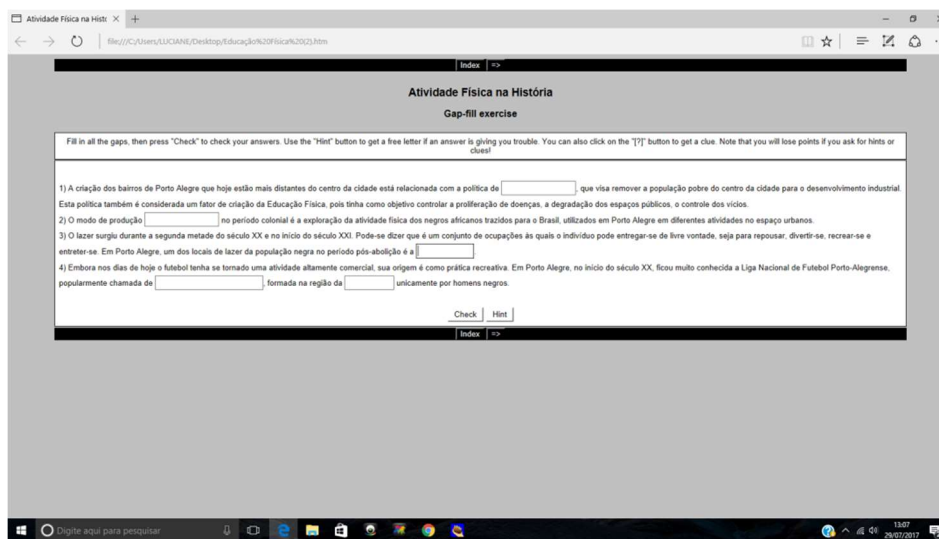 Atividade Física na Histó
file:///C:/Users/LUCIANE/Desktop/Educação%20Física%20(2).htm
Index =>
Atividade Física na História
Gap-fill exercise
Fill in all the gaps, then press "Check" to check your answers. Use the "Hint" button to get a free letter if an answer is giving you trouble. You can also click on the "[?]" button to get a clue. Note that you will lose points if you ask for hints or
clues!
1) A criação dos bairros de Porto Alegre que hoje estão mais distantes do centro da cidade está relacionada com a política de , que visa remover a população pobre do centro da cidade para o desenvolvimento industrial.
Esta política também é considerada um fator de criação da Educação Física, pois tinha como objetivo controlar a proliferação de doenças, a degradação dos espaços públicos, o controle dos vícios.
2) O modo de produção no período colonial é a exploração da atividade física dos negros africanos trazidos para o Brasil, utilizados em Porto Alegre em diferentes atividades no espaço urbanos.
3) O lazer surgiu durante a segunda metade do século XX e no início do século XXI. Pode-se dizer que é um conjunto de ocupações às quais o indivíduo pode entregar-se de livre vontade, seja para repousar, divertir-se, recrear-se e
entreter-se. Em Porto Alegre, um dos locais de lazer da população negra no período pós-abolição é a .
4) Embora nos dias de hoje o futebol tenha se tornado uma atividade altamente comercial, sua origem é como prática recreativa. Em Porto Alegre, no início do século XX, ficou muito conhecida a Liga Nacional de Futebol Porto-Alegrense,
popularmente chamada de , formada na região da unicamente por homens negros.
Check Hint
Index =>
Digite aqui para pesquisar
13:07
29/07/2017